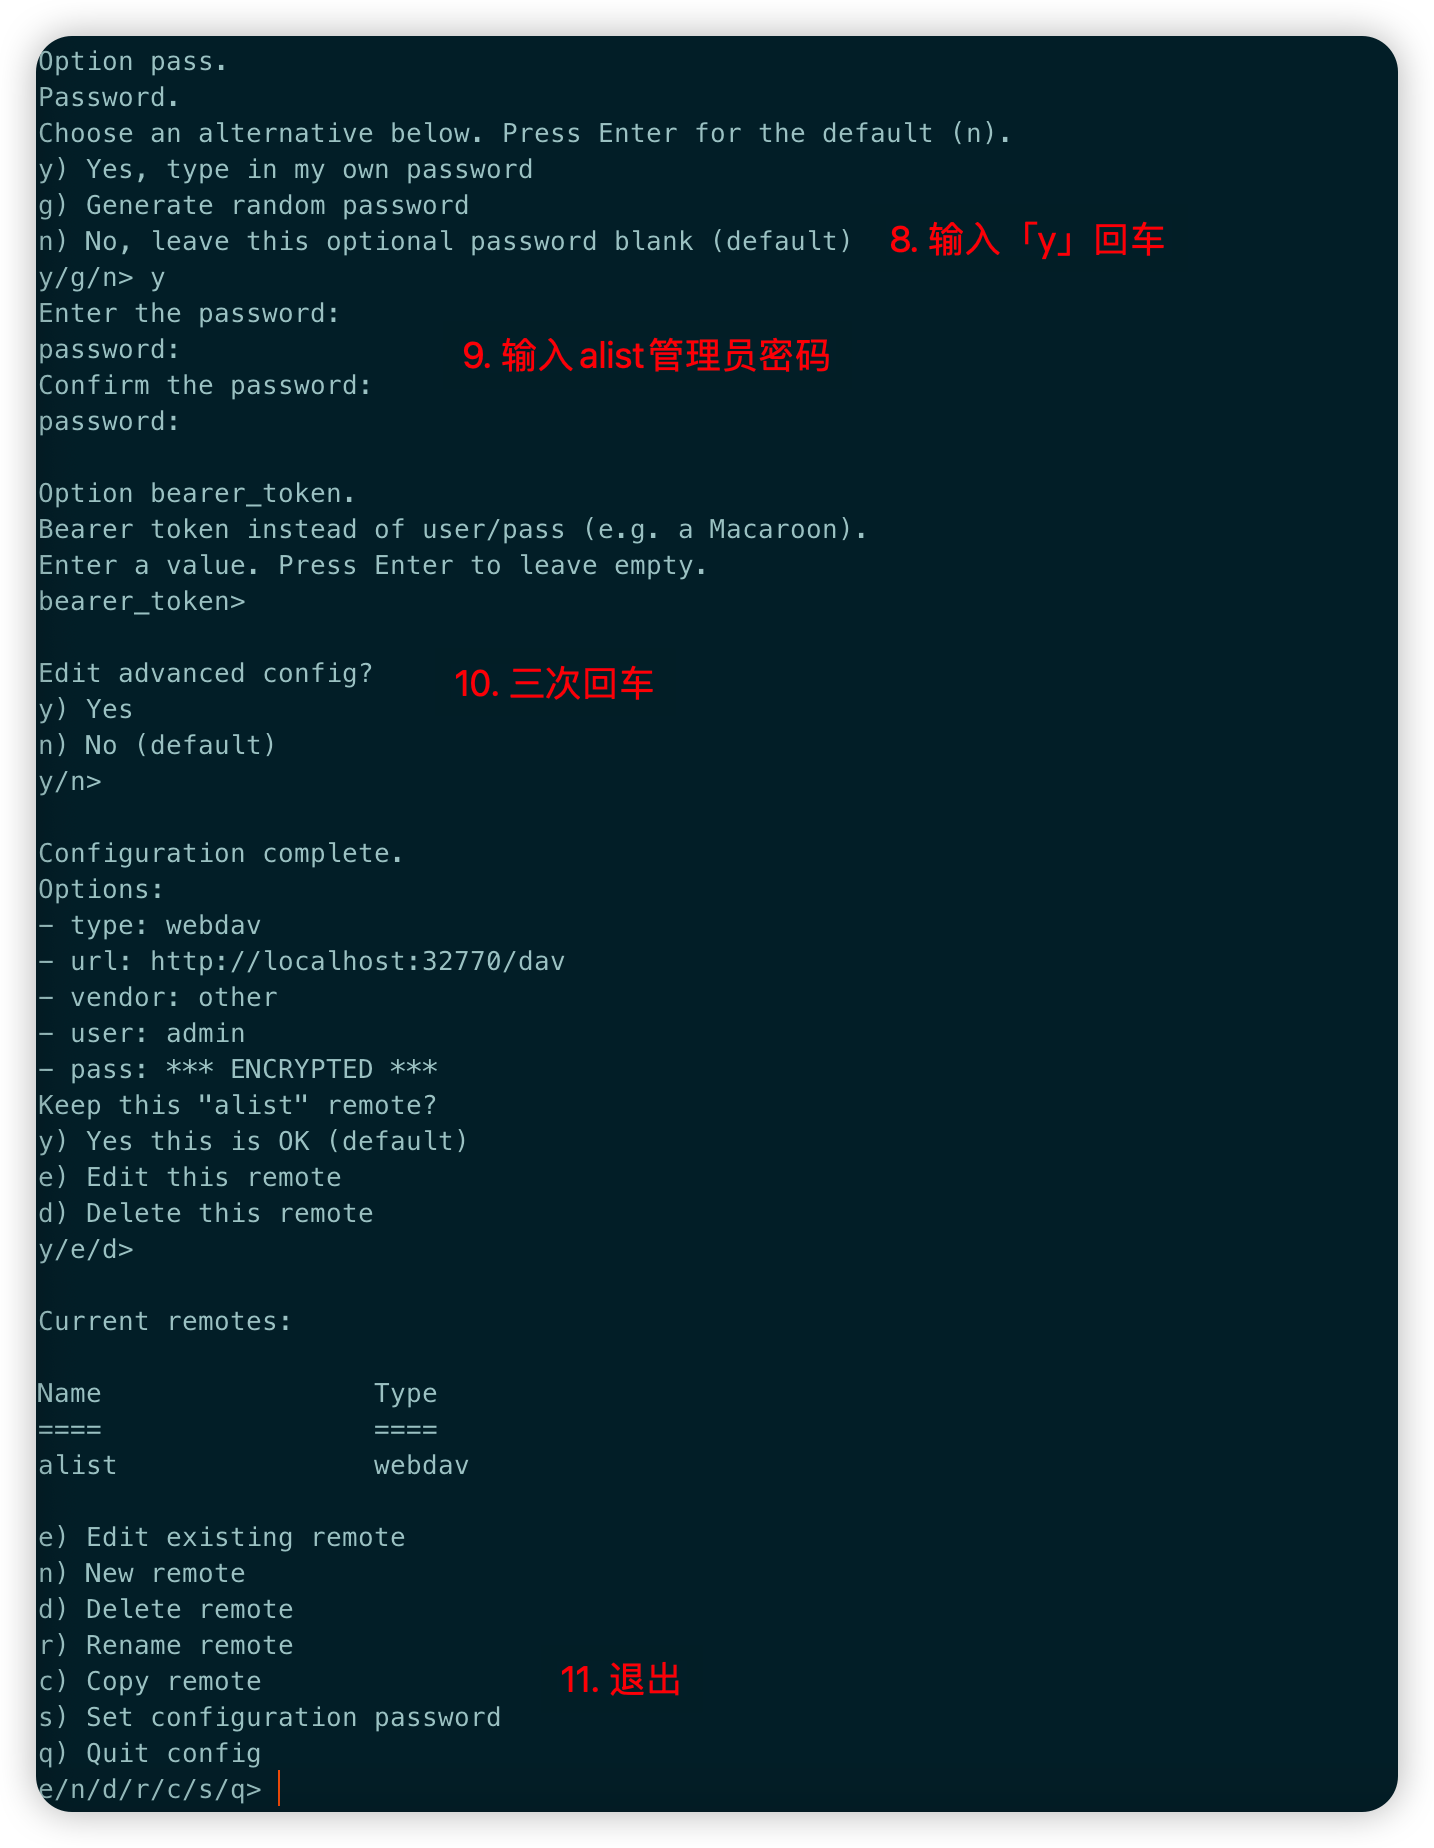 Option pass.
Password.
Choose an alternative below. Press Enter for the default (n).
y) Yes, type in my own password
g) Generate random password
n) No, leave this optional password blank (default)
8. 输入「y」回车
y/g/n> y
Enter the password:
password:
9. 输入alist管理员密码
Confirm the password:
password:
Option bearer_token.
Bearer token instead of user/pass (e.g. a Macaroon).
Enter a value. Press Enter to leave empty.
bearer_token>
Edit advanced config?
10. 三次回车
y) Yes
n) No (default)
y/n>
Configuration complete.
Options:
- type: webdav
- url: http://localhost:32770/dav
- vendor: other
- user: admin
- pass: *** ENCRYPTED ***
Keep this "alist" remote?
y) Yes this is OK (default)
e) Edit this remote
d) Delete this remote
y/e/d>
Current remotes:
Name                 Type
====                 ====
alist                webdav
e) Edit existing remote
n) New remote
d) Delete remote
r) Rename remote
c) Copy remote
11. 退出
s) Set configuration password
q) Quit config
e/n/d/r/c/s/q>